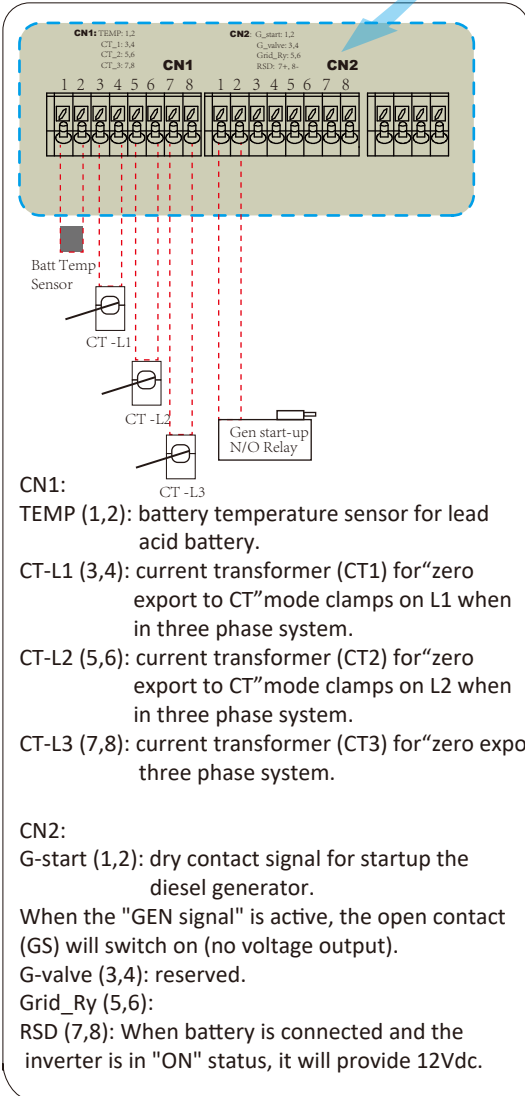 CN1: TEMP: 1,2
CT_1: 3,4
CT_2: 5,6
CT_3: 7,8
CN1
CN2: G_start: 1,2
G_valve: 3,4
Grid_Ry: 5,6
RSD: 7+, 8-
CN2
1 2 3 4 5 6 7 8
1 2 3 4 5 6 7 8
Batt Temp
Sensor
CT -L1
CT -L2
CT -L3
Gen start-up
N/O Relay
CN1:
TEMP (1,2): battery temperature sensor for lead
acid battery.
CT-L1 (3,4): current transformer (CT1) for“zero
export to CT”mode clamps on L1 when
in three phase system.
CT-L2 (5,6): current transformer (CT2) for“zero
export to CT”mode clamps on L2 when
in three phase system.
CT-L3 (7,8): current transformer (CT3) for“zero expo
three phase system.
CN2:
G-start (1,2): dry contact signal for startup the
diesel generator.
When the "GEN signal" is active, the open contact
(GS) will switch on (no voltage output).
G-valve (3,4): reserved.
Grid_Ry (5,6):
RSD (7,8): When battery is connected and the
inverter is in "ON" status, it will provide 12Vdc.